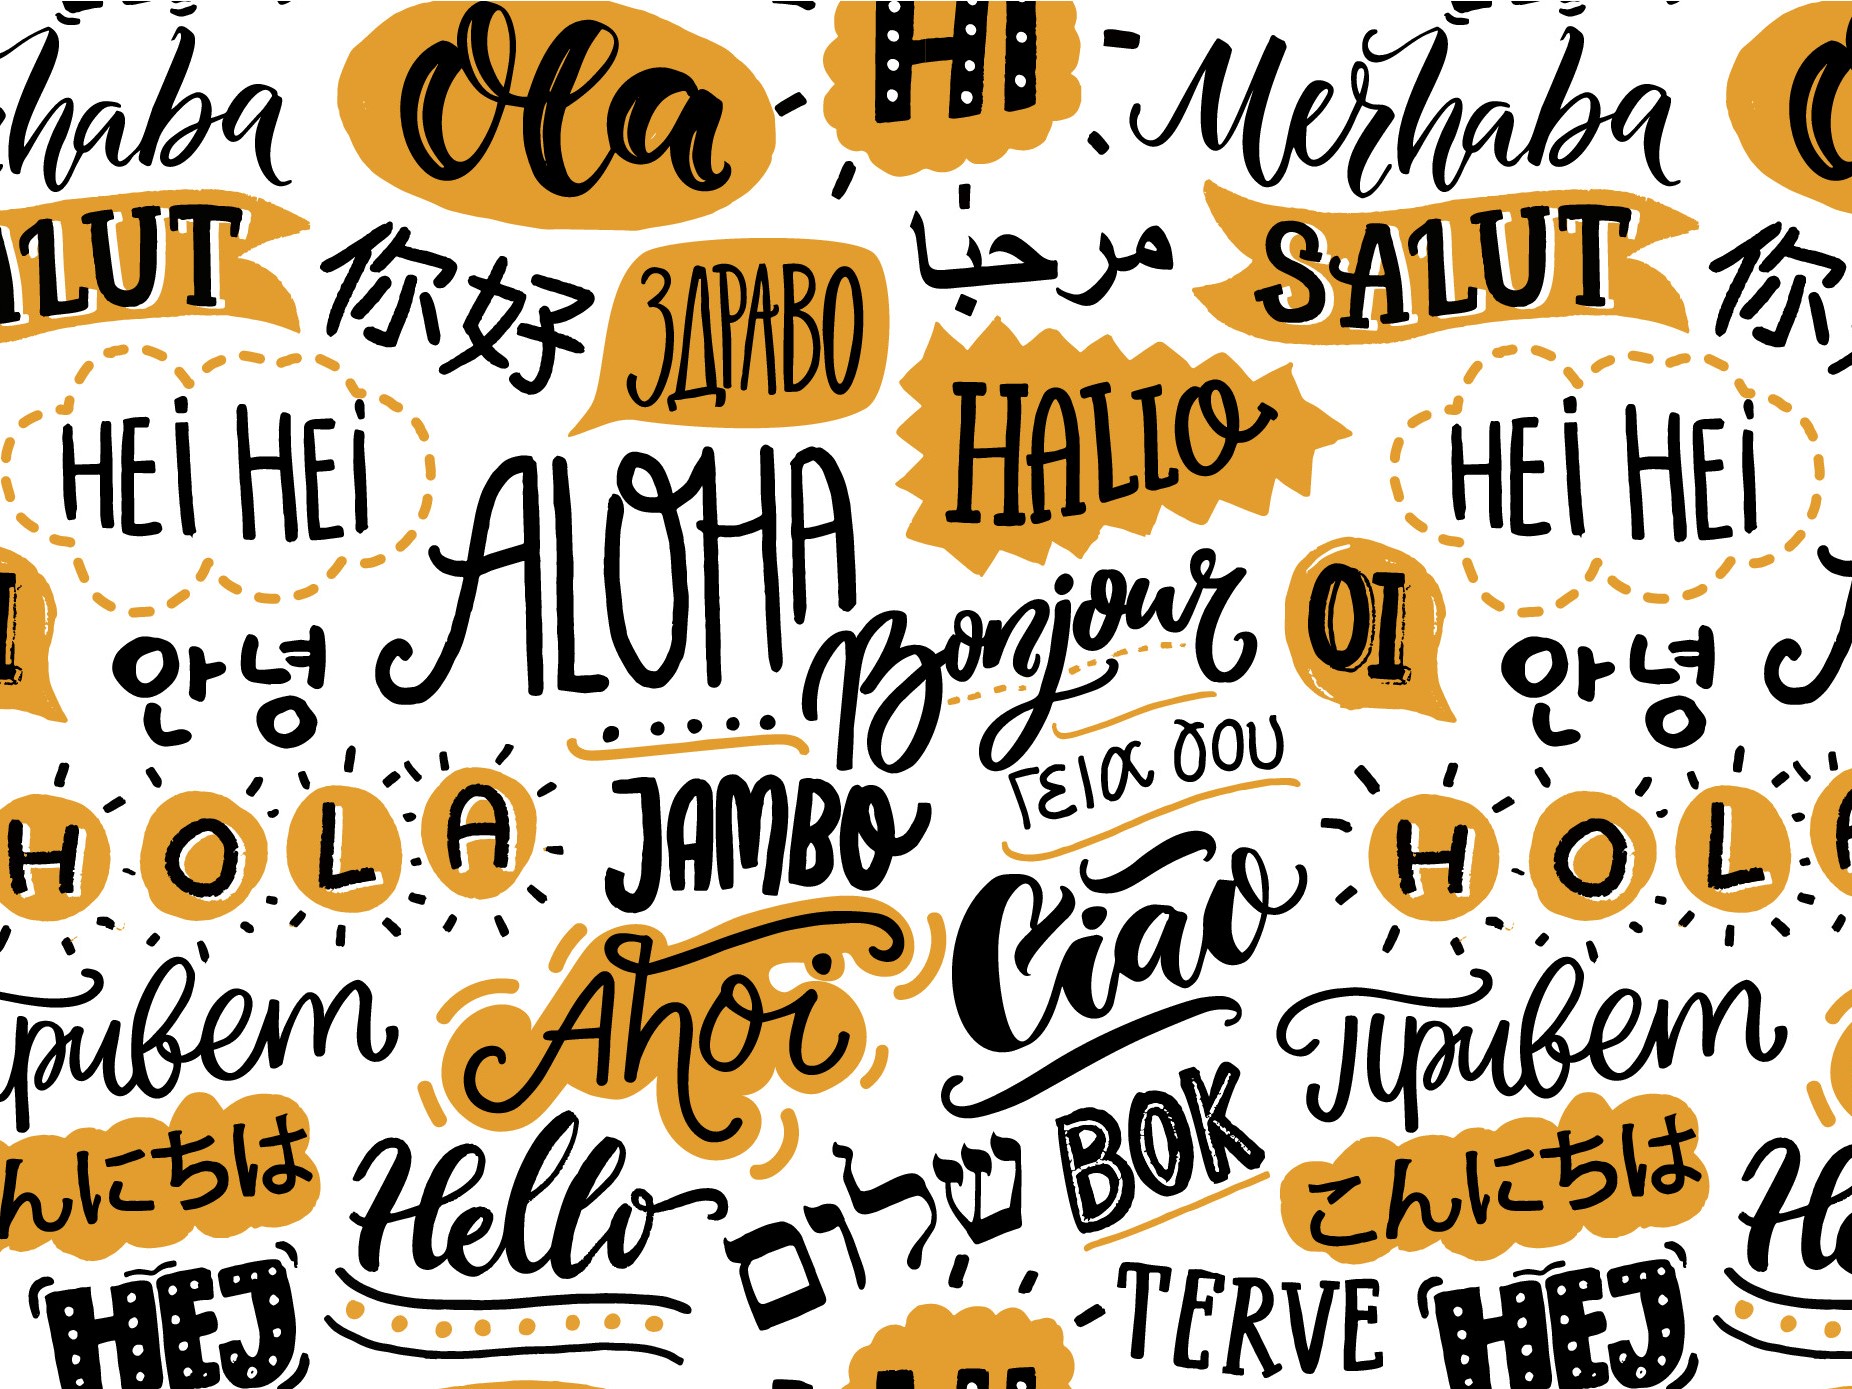 Merhaba
Ola
HI
Merhaba
SALUT
你好
ЗДРАВО
مرحبا
SALUT
你
HEI HEI
ALOHA
HALLO
HEI HEI
안녕
Bonjour
OI
안녕
HOLA
JAMBO
Γεια σου
HOLA
Привет
Ahoi
Ciao
Привет
んにちは
Hello
שלום
BOK
こんにちは
HEJ
TERVE
HEJ